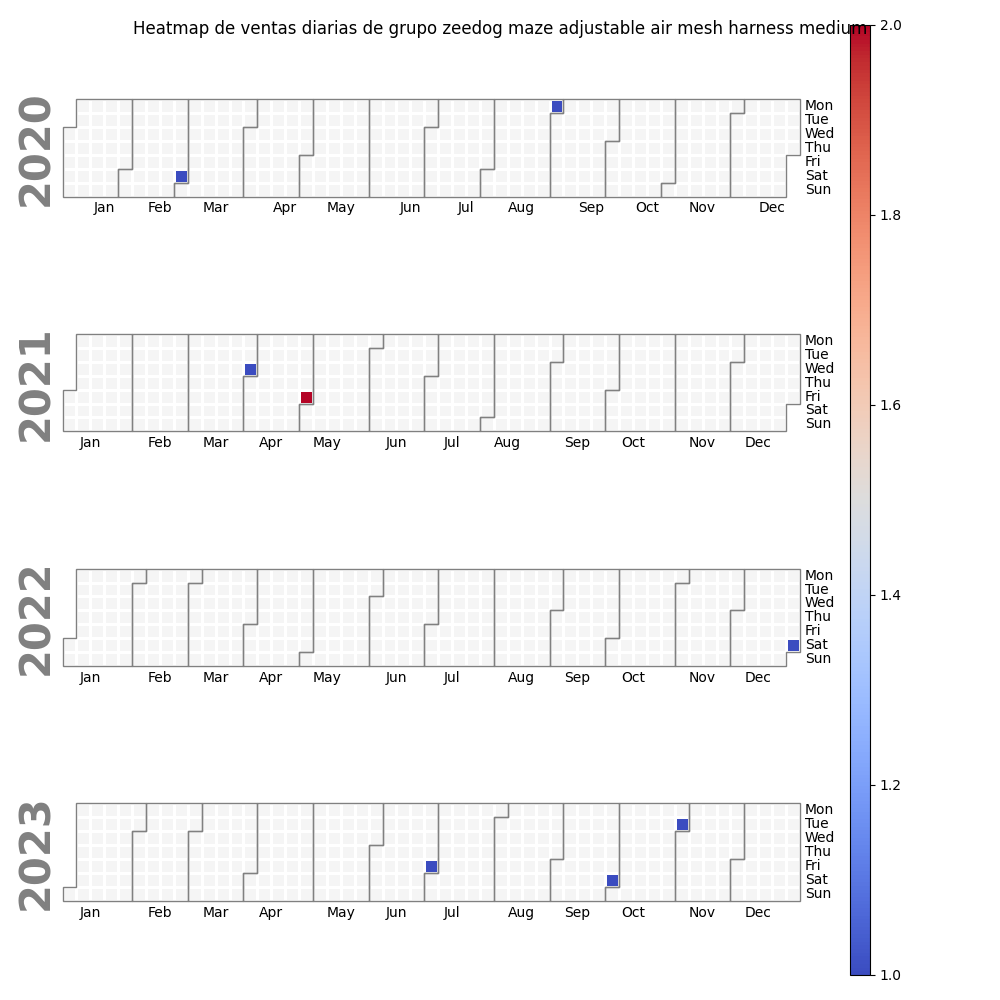 Heatmap de ventas diarias de grupo zeedog maze adjustable air mesh harness medium
2020
Mon
Tue
Wed
Thu
Fri
Sat
Sun
Jan Feb Mar Apr May Jun Jul Aug Sep Oct Nov Dec
2021
Mon
Tue
Wed
Thu
Fri
Sat
Sun
Jan Feb Mar Apr May Jun Jul Aug Sep Oct Nov Dec
2022
Mon
Tue
Wed
Thu
Fri
Sat
Sun
Jan Feb Mar Apr May Jun Jul Aug Sep Oct Nov Dec
2023
Mon
Tue
Wed
Thu
Fri
Sat
Sun
Jan Feb Mar Apr May Jun Jul Aug Sep Oct Nov Dec
2.0
1.8
1.6
1.4
1.2
1.0